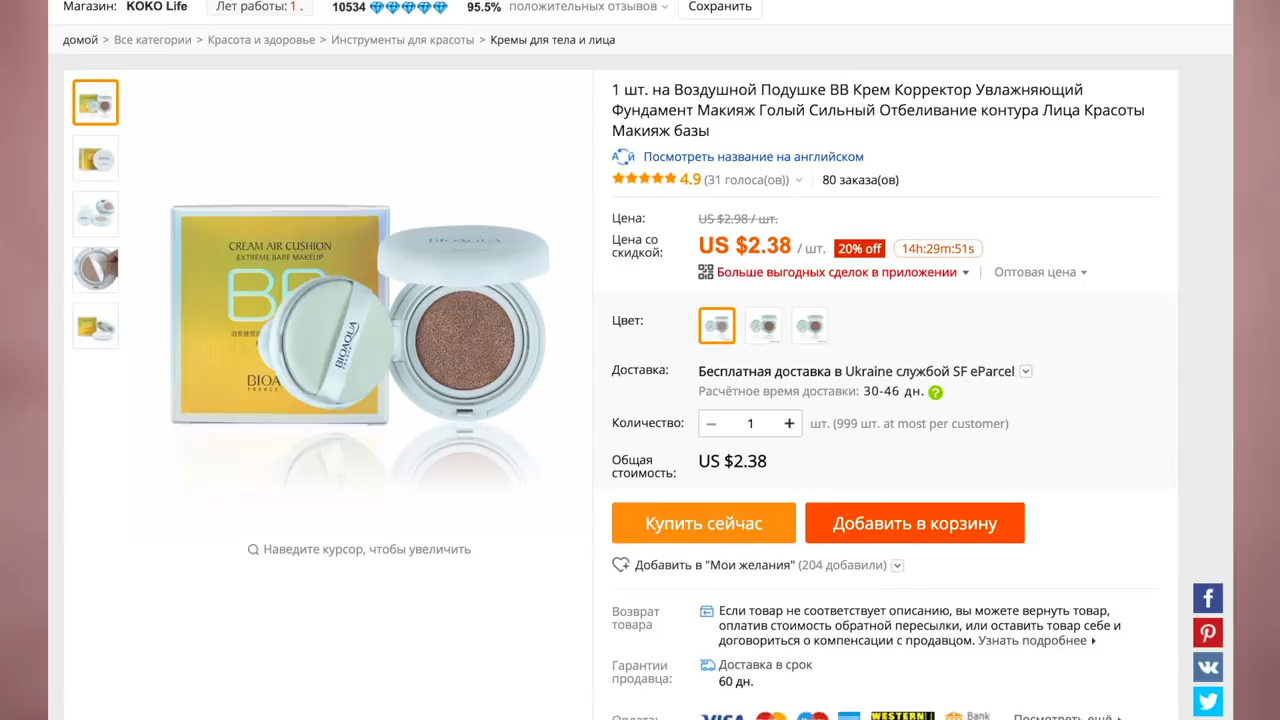 Магазин: KOKO Life Лет работы: 1 . 10534 95.5% положительных отзывов Сохранить
домой > Все категории > Красота и здоровье > Инструменты для красоты > Кремы для тела и лица
1 шт. на Воздушной Подушке BB Крем Корректор Увлажняющий
Фундамент Макияж Голый Сильный Отбеливание контура Лица Красоты
Макияж базы
Посмотреть название на английском
4.9 (31 голоса(ов)) 80 заказа(ов)
Цена: US $2.98 / шт.
Цена со
скидкой: US $2.38 / шт. 20% off 14h:29m:51s
Больше выгодных сделок в приложении Оптовая цена
Цвет:
Доставка: Бесплатная доставка в Ukraine службой SF eParcel
Расчётное время доставки: 30-46 дн. ?
Количество: − 1 + шт. (999 шт. at most per customer)
Общая
стоимость: US $2.38
Купить сейчас Добавить в корзину
Добавить в "Мои желания" (204 добавили)
Возврат
товара
Если товар не соответствует описанию, вы можете вернуть товар,
оплатив стоимость обратной пересылки, или оставить товар себе и
договориться о компенсации с продавцом. Узнать подробнее
Гарантии
продавца:
Доставка в срок
60 дн.
Оплата: VISA WESTERN Bank Посмотреть ещё
CREAM AIR CUSHION
EXTREME BARE MAKEUP
BB
BIOA
FRANCE
BIOAQUA
BIOAQUA
Наведите курсор, чтобы увеличить